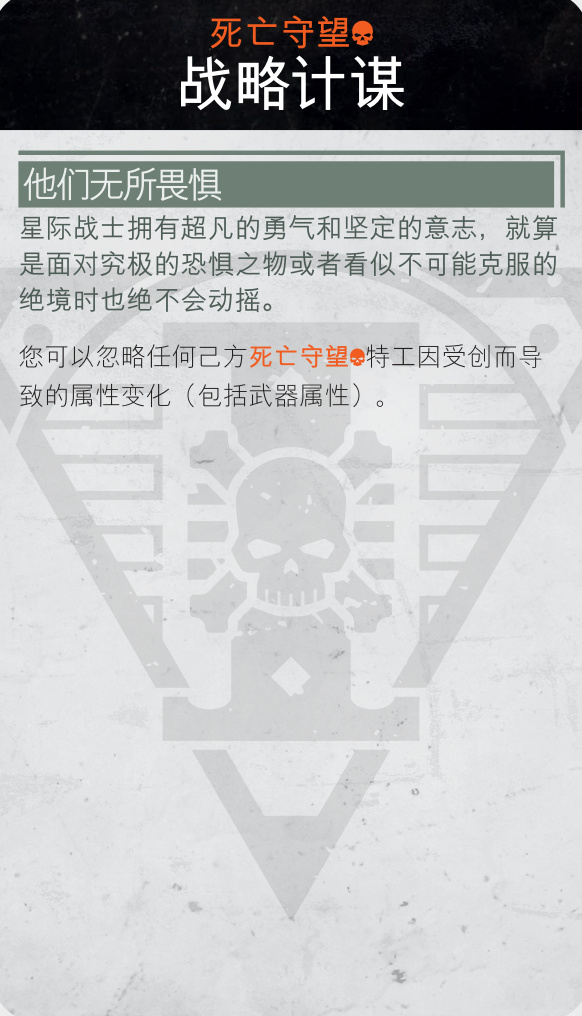 死亡守望
战略计谋
他们无所畏惧
星际战士拥有超凡的勇气和坚定的意志，就算
是面对究极的恐惧之物或者看似不可能克服的
绝境时也绝不会动摇。
您可以忽略任何己方死亡守望特工因受创而导
致的属性变化（包括武器属性）。